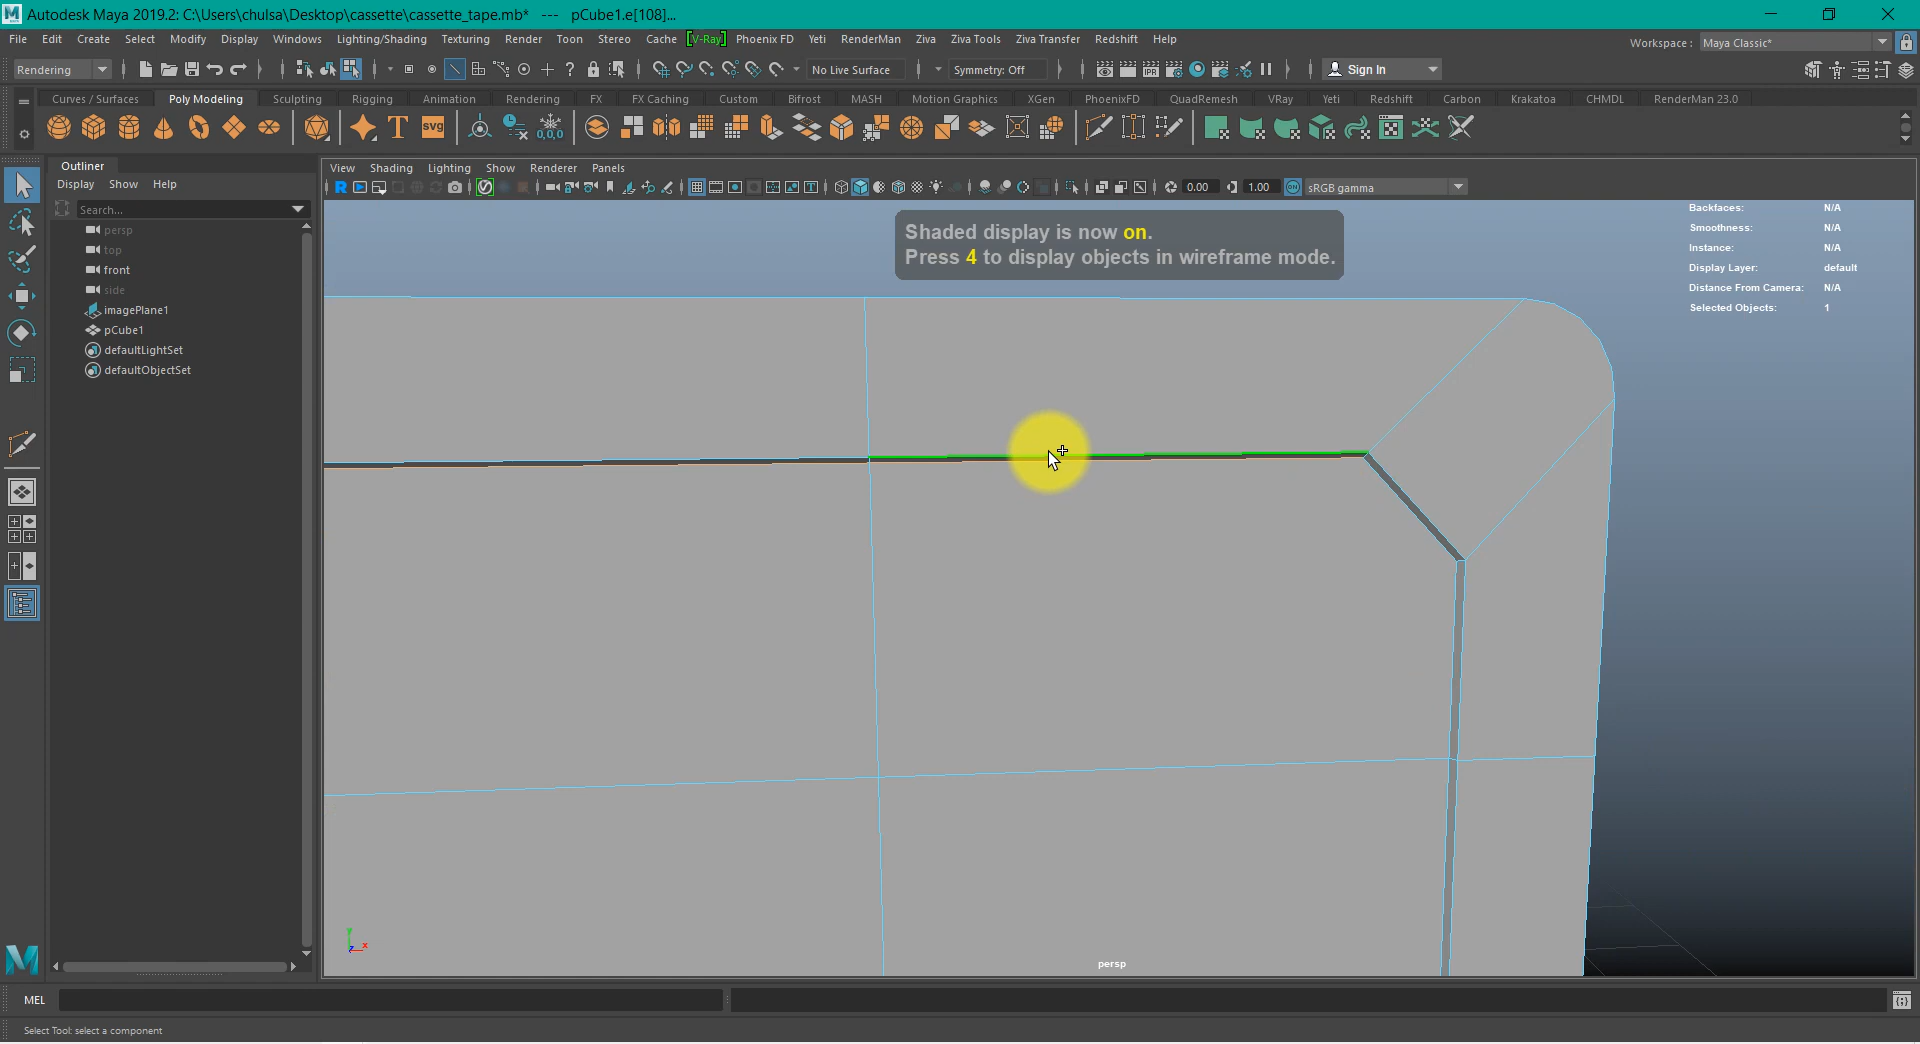 Autodesk Maya 2019.2: C:\Users\chulsa\Desktop\cassette\cassette_tape.mb* --- pCube1.e[108]...
File Edit Create Select Modify Display Windows Lighting/Shading Texturing Render Toon Stereo Cache [V-Ray] Phoenix FD Yeti RenderMan Ziva Ziva Tools Ziva Transfer Redshift Help
Workspace : Maya Classic*
Rendering
No Live Surface
Symmetry: Off
IPR
Sign In
Curves / Surfaces Poly Modeling Sculpting Rigging Animation Rendering FX FX Caching Custom Bifrost MASH Motion Graphics XGen PhoenixFD QuadRemesh VRay Yeti Redshift Carbon Krakatoa CHMDL RenderMan 23.0
T SVG 0,0,0
Outliner
Display Show Help
Search...
persp
top
front
side
imagePlane1
pCube1
defaultLightSet
defaultObjectSet
View Shading Lighting Show Renderer Panels
R 0.00 1.00 ON sRGB gamma
Shaded display is now on.
Press 4 to display objects in wireframe mode.
Backfaces: N/A
Smoothness: N/A
Instance: N/A
Display Layer: default
Distance From Camera: N/A
Selected Objects: 1
y
z x
persp
MEL
Select Tool: select a component